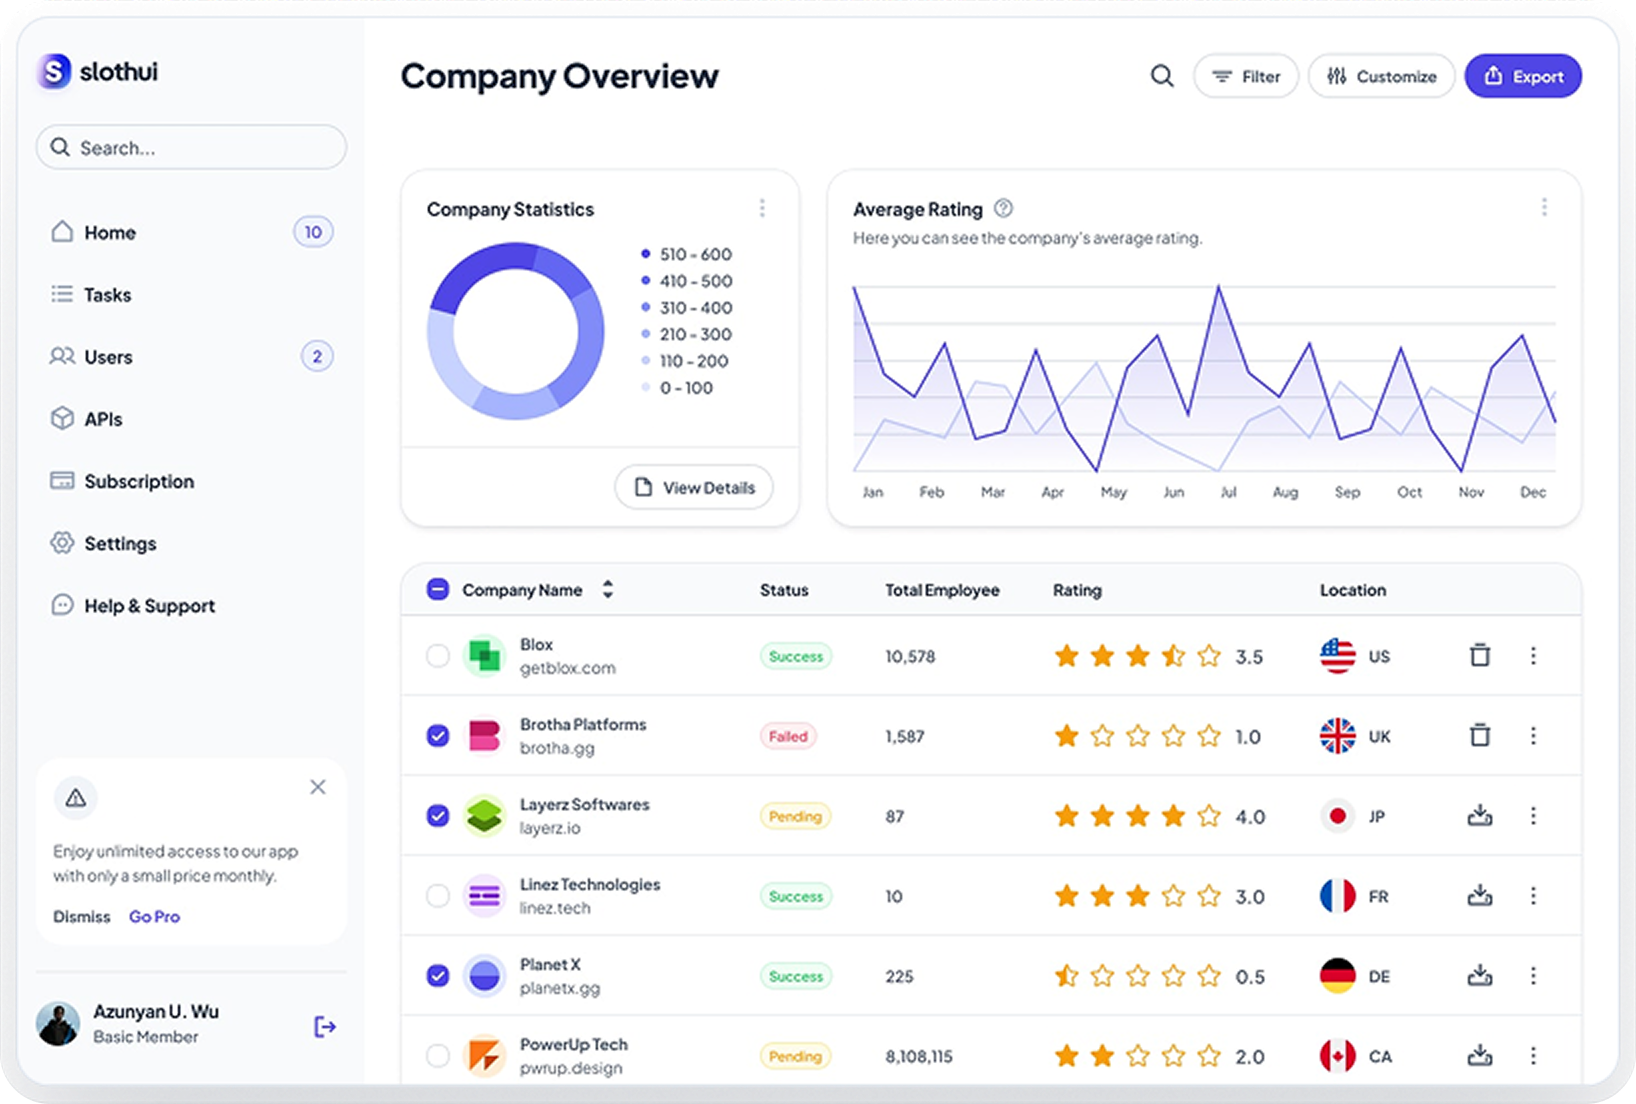 slothui
Search...
Home
10
Tasks
Users
2
APIs
Subscription
Settings
Help & Support
Enjoy unlimited access to our app
with only a small price monthly.
Dismiss Go Pro
Azunyan U. Wu
Basic Member
Company Overview
Filter
Customize
Export
Company Statistics
510 - 600
410 - 500
310 - 400
210 - 300
110 - 200
0 - 100
View Details
Average Rating
Here you can see the company's average rating.
Jan Feb Mar Apr May Jun Jul Aug Sep Oct Nov Dec
Company Name Status Total Employee Rating Location
Blox
getblox.com
Success 10,578 3.5 US
Brotha Platforms
brotha.gg
Failed 1,587 1.0 UK
Layerz Softwares
layerz.io
Pending 87 4.0 JP
Linez Technologies
linez.tech
Success 10 3.0 FR
Planet X
planetx.gg
Success 225 0.5 DE
PowerUp Tech
pwrup.design
Pending 8,108,115 2.0 CA